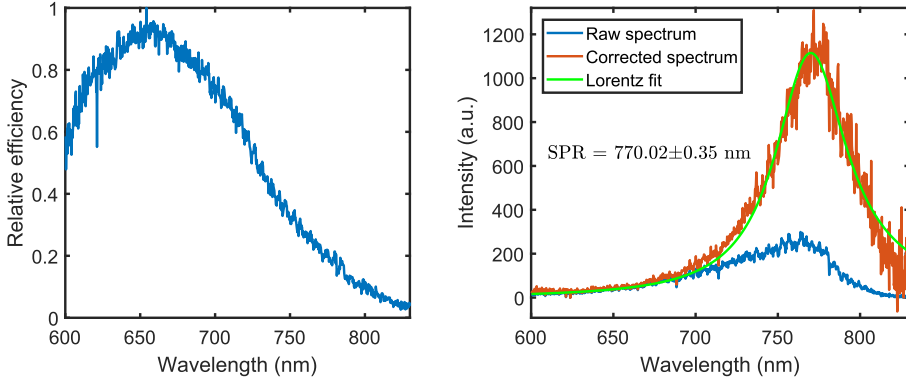 Relative efficiency
1
0.8
0.6
0.4
0.2
0
600
650
700
750
800
Wavelength (nm)
Intensity (a.u.)
1200
1000
800
600
400
200
0
600
650
700
750
800
Wavelength (nm)
Raw spectrum
Corrected spectrum
Lorentz fit
SPR = 770.02±0.35 nm